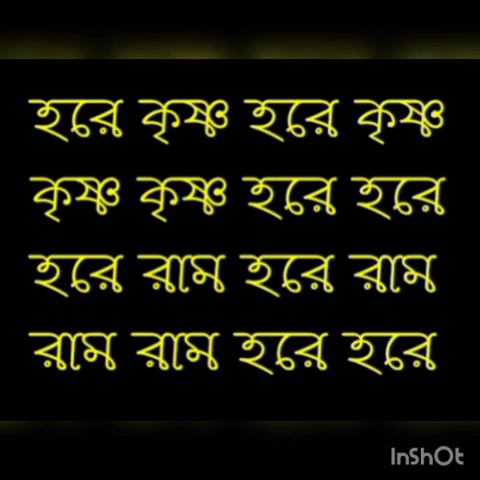 হরে কৃষ্ণ হরে কৃষ্ণ
কৃষ্ণ কৃষ্ণ হরে হরে
হরে রাম হরে রাম
রাম রাম হরে হরে
InShOt